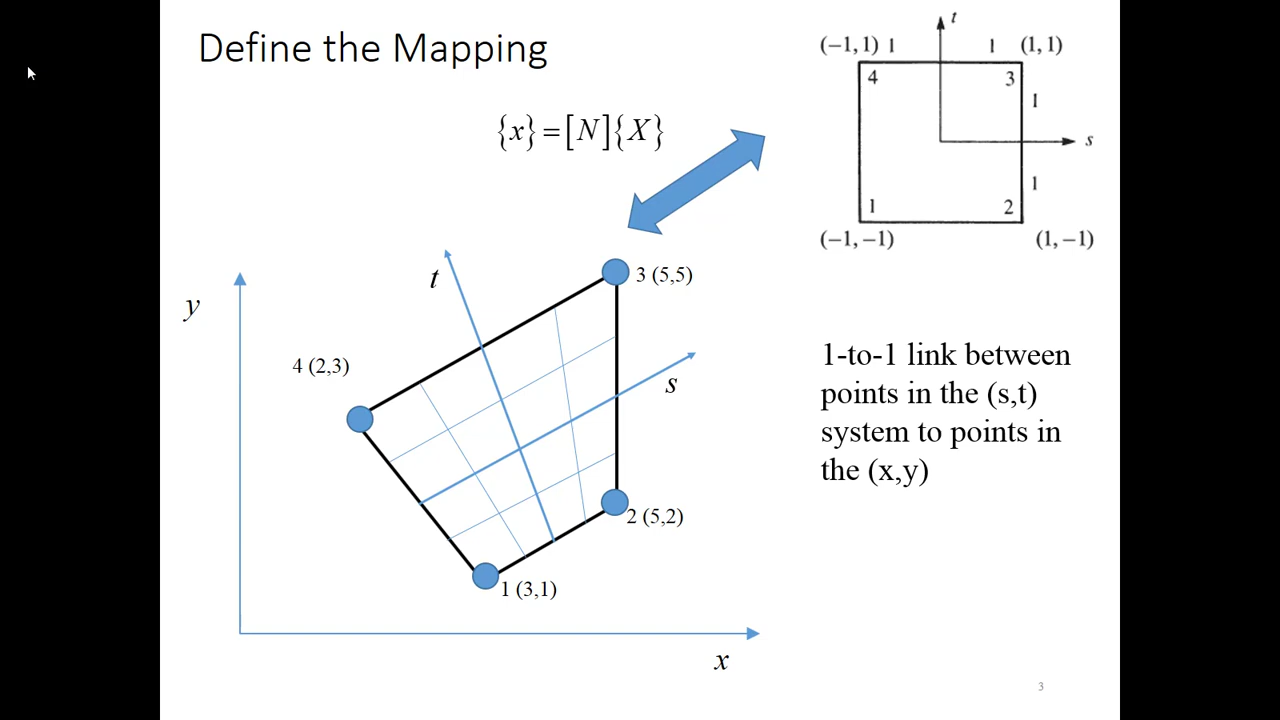 Define the Mapping
{x} = [N]{X}
t
(−1, 1) 1 1 (1, 1)
4 3
1
s
1
1 2
(−1, −1) (1, −1)
y
t
3 (5,5)
4 (2,3)
s
2 (5,2)
1 (3,1)
x
1-to-1 link between
points in the (s,t)
system to points in
the (x,y)
3